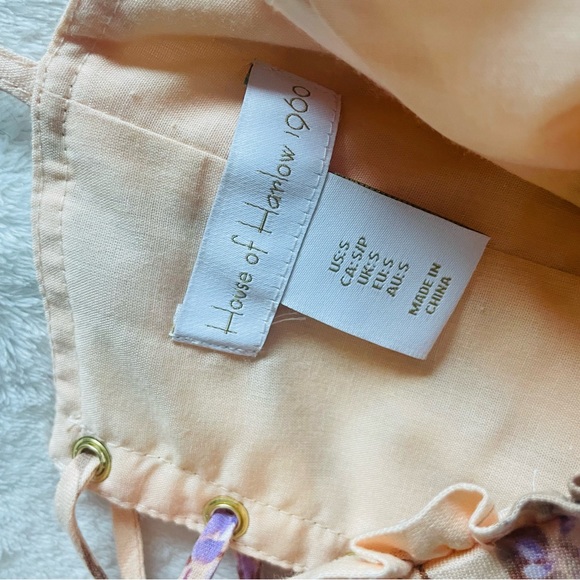 House of Harlow 1960
US:S
CA:S/P
UK:S
EU:S
AU:S
MADE IN
CHINA